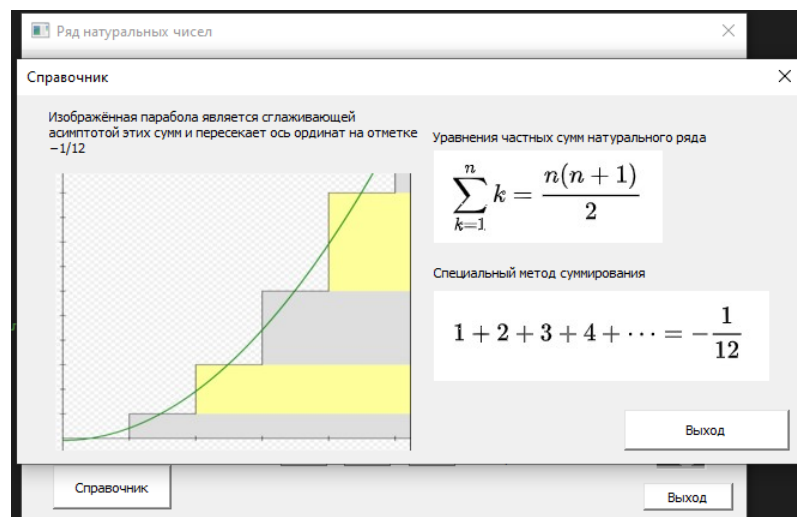 Ряд натуральных чисел
Справочник
Изображённая парабола является сглаживающей
асимптотой этих сумм и пересекает ось ординат на отметке
−1/12
Уравнения частных сумм натурального ряда
n
∑ k = n(n + 1)
k=1 2
Специальный метод суммирования
1 + 2 + 3 + 4 + ⋯ = − 1
12
Выход
Справочник
Выход